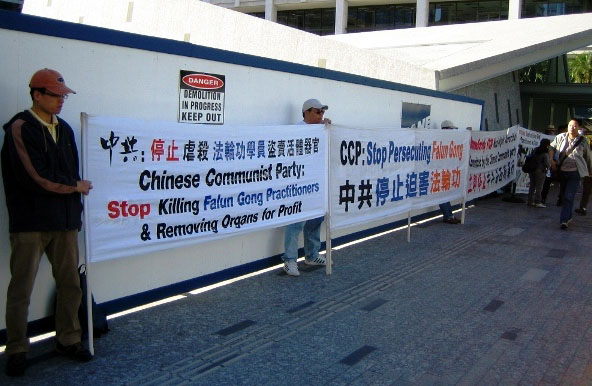 DANGER
DEMOLITION
IN PROGRESS
KEEP OUT
中共: 停止 虐殺 法輪功學員 盜賣活體器官
Chinese Communist Party:
Stop Killing Falun Gong Practitioners
& Removing Organs for Profit
CCP: Stop Persecuting Falun Gong
中共 停止 迫害 法輪功